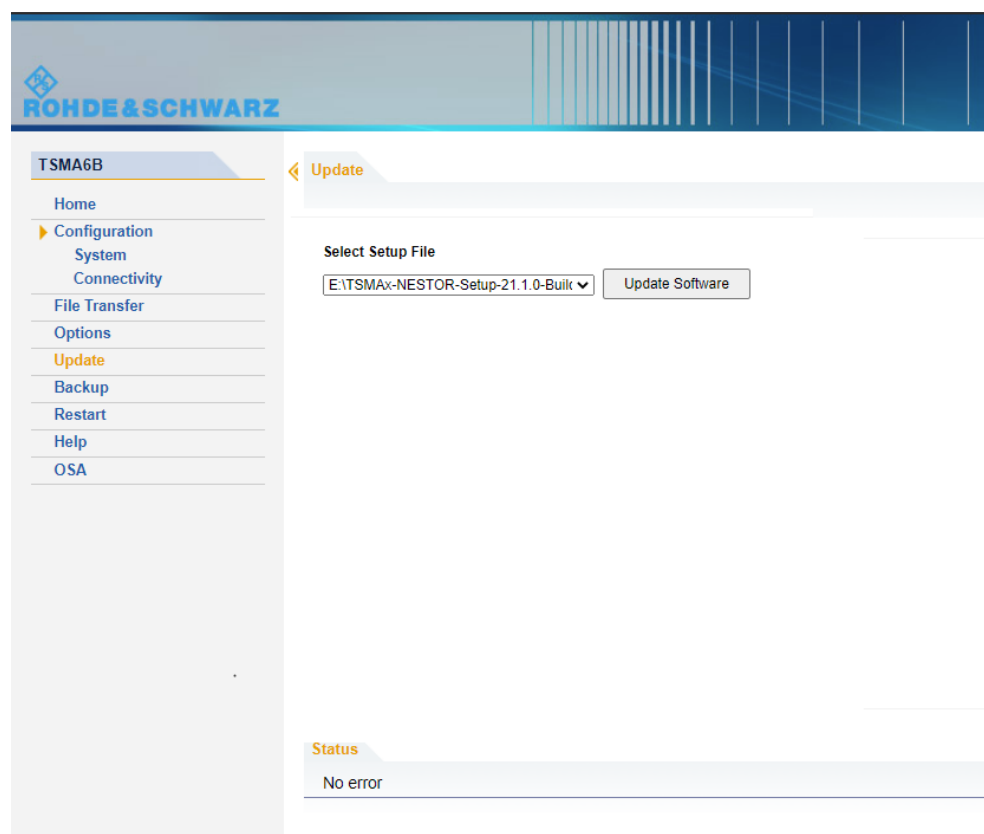 ROHDE&SCHWARZ
TSMA6B
Home
Configuration
System
Connectivity
File Transfer
Options
Update
Backup
Restart
Help
OSA
Update
Select Setup File
E:\TSMAx-NESTOR-Setup-21.1.0-Build Update Software
Status
No error